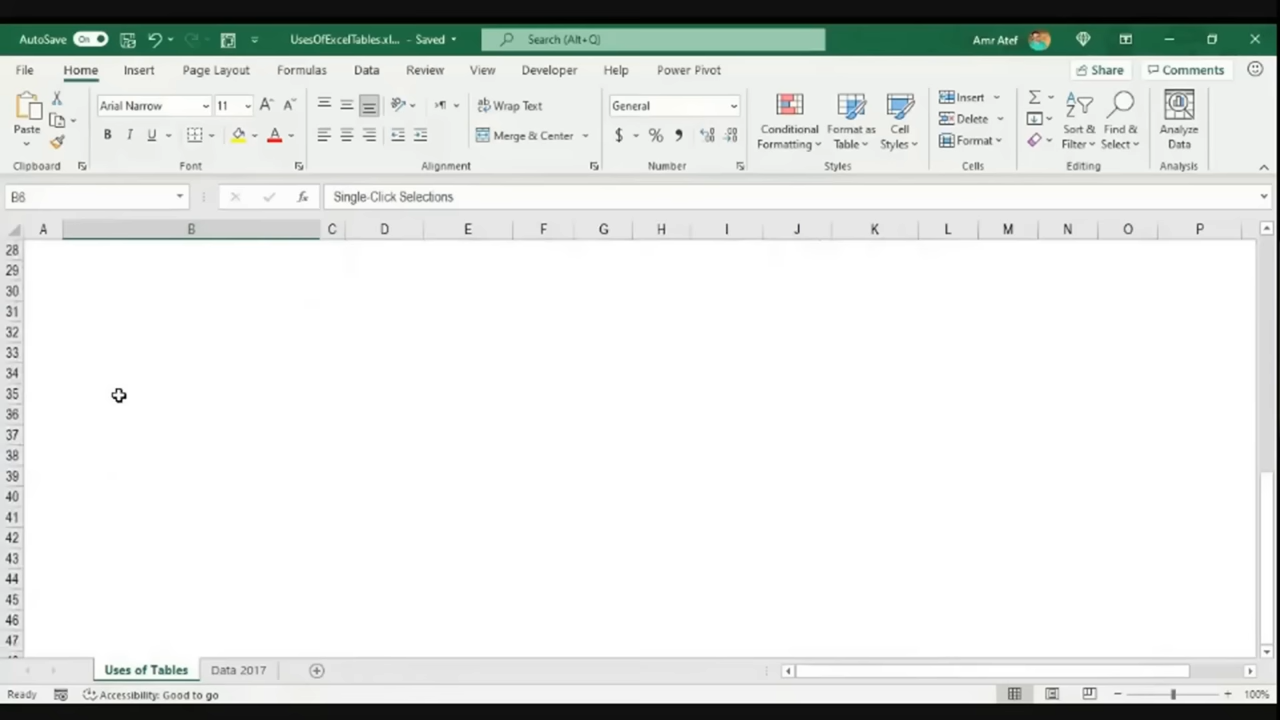 AutoSave On UsesOfExcelTables.xl... - Saved Search (Alt+Q) Amr Atef
File Home Insert Page Layout Formulas Data Review View Developer Help Power Pivot Share Comments
Paste Arial Narrow 11 Wrap Text General Conditional Formatting Format as Table Cell Styles Insert Sort & Filter Find & Select Analyze Data
B I U Merge & Center $ % Delete
Format
Clipboard Font Alignment Number Styles Cells Editing Analysis
B6 fx Single-Click Selections
A B C D E F G H I J K L M N O P
28
29
30
31
32
33
34
35
36
37
38
39
40
41
42
43
44
45
46
47
Uses of Tables Data 2017
Ready Accessibility: Good to go 100%